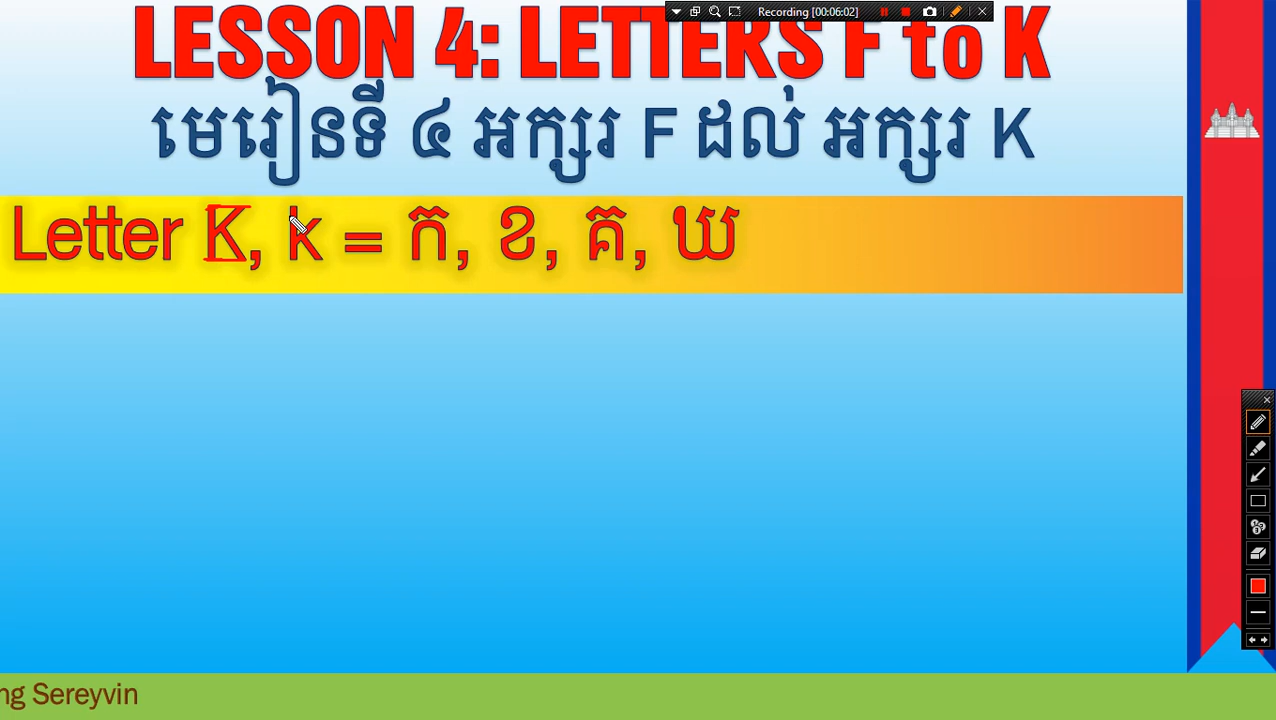 Recording [00:06:02]
LESSON 4: LETTERS F to K
មេរៀនទី ៤ អក្សរ F ដល់ អក្សរ K
Letter K, k = ក, ខ, គ, ឃ
ng Sereyvin